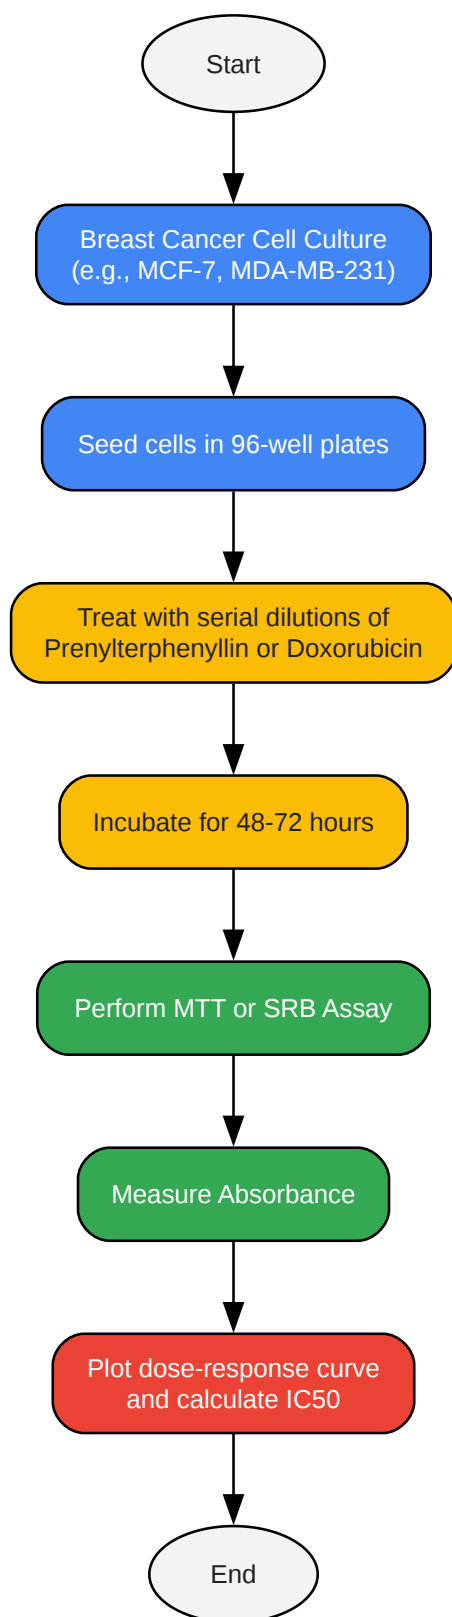 Start
Breast Cancer Cell Culture
(e.g., MCF-7, MDA-MB-231)
Seed cells in 96-well plates
Treat with serial dilutions of
Prenylterphenyllin or Doxorubicin
Incubate for 48-72 hours
Perform MTT or SRB Assay
Measure Absorbance
Plot dose-response curve
and calculate IC50
End